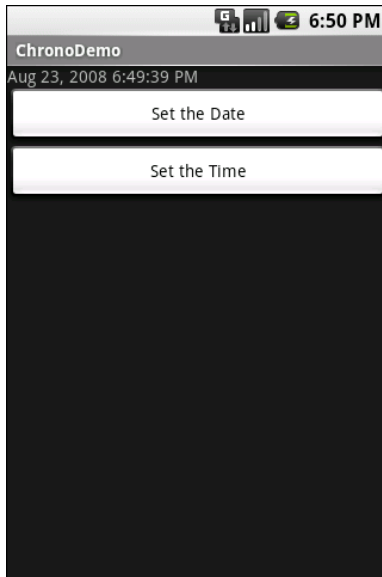 G
6:50 PM
ChronoDemo
Aug 23, 2008 6:49:39 PM
Set the Date
Set the Time